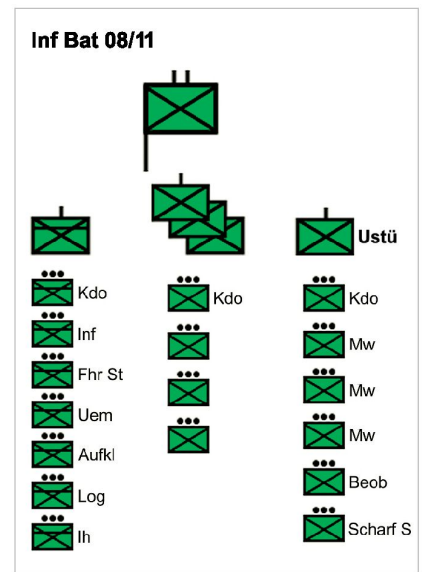 Inf Bat 08/11
Ustü
Kdo
Inf
Fhr St
Uem
Aufkl
Log
Ih
Kdo
Kdo
Mw
Mw
Mw
Beob
Scharf S